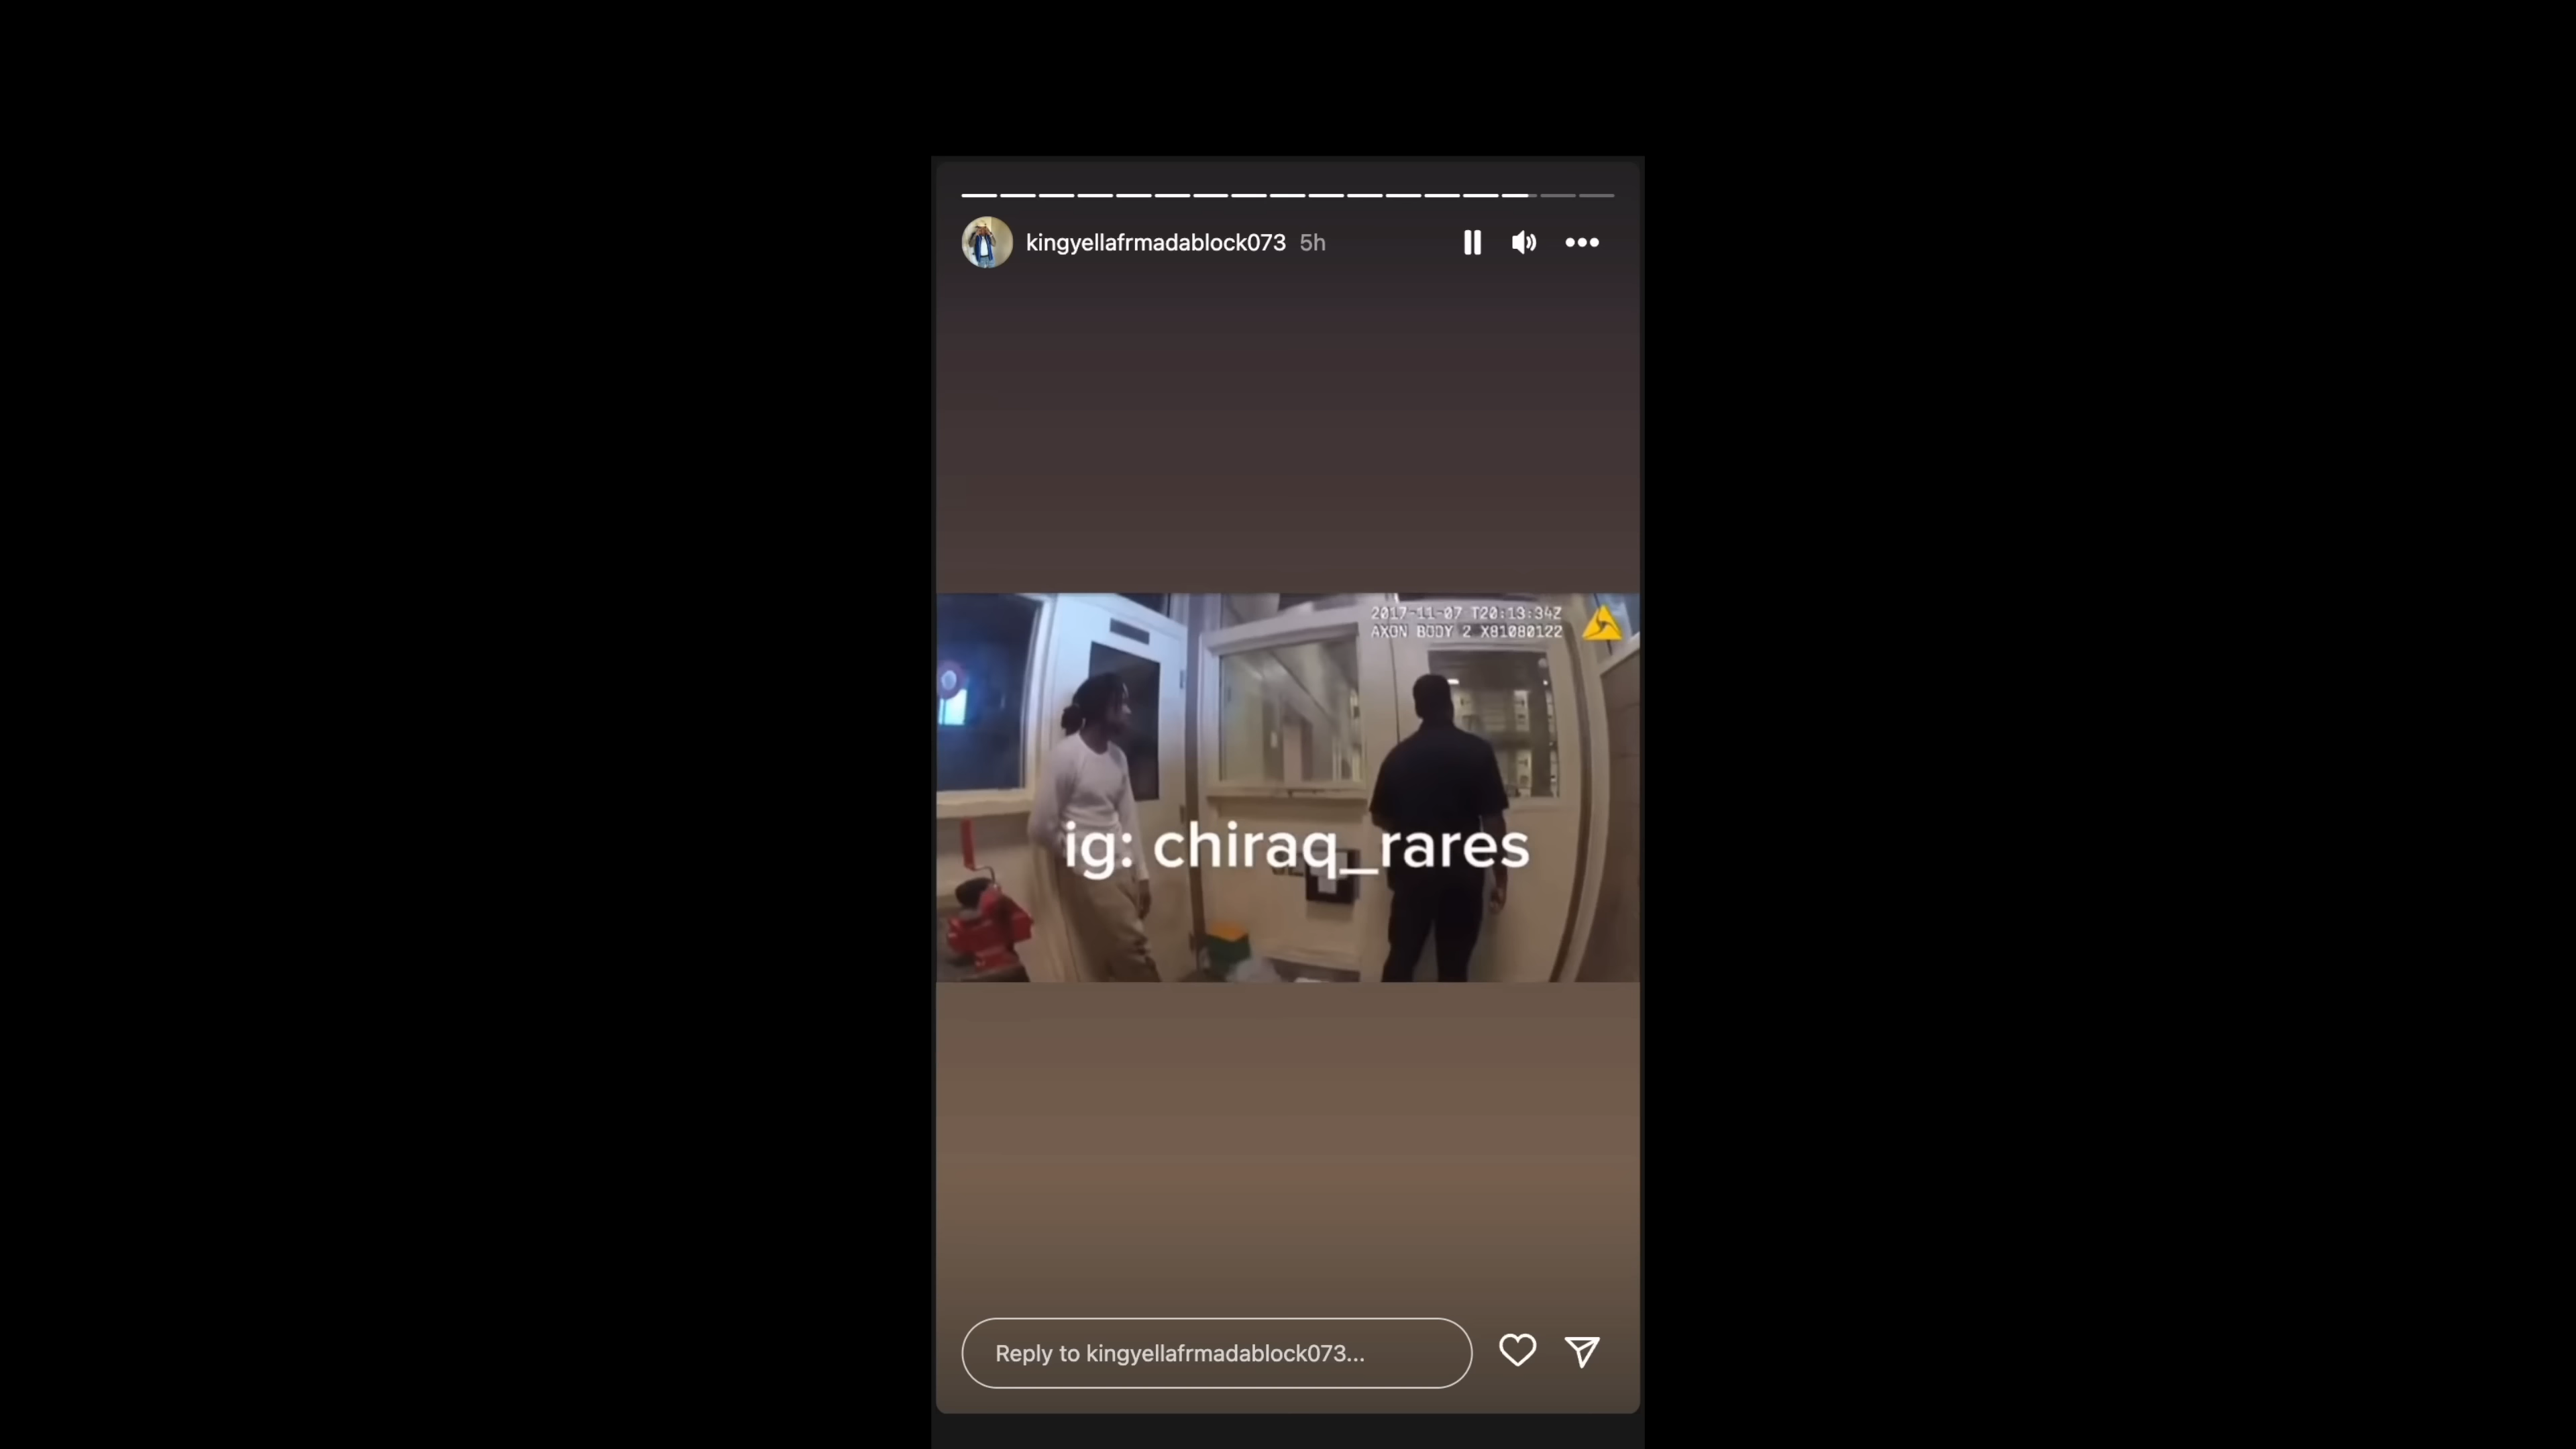 kingyellafrmadablock073 5h
2017-11-07 T20:13:34Z
AXON BODY 2 X81080122
ig: chiraq_rares
Reply to kingyellafrmadablock073...